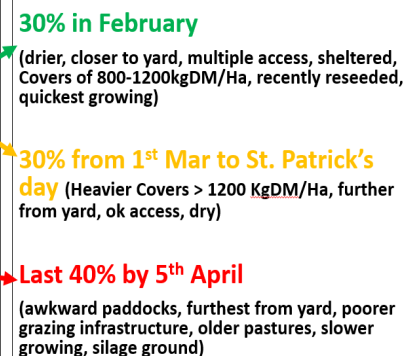 30% in February
(drier, closer to yard, multiple access, sheltered,
Covers of 800-1200kgDM/Ha, recently reseeded,
quickest growing)
30% from 1st Mar to St. Patrick's
day (Heavier Covers > 1200 KgDM/Ha, further
from yard, ok access, dry)
Last 40% by 5th April
(awkward paddocks, furthest from yard, poorer
grazing infrastructure, older pastures, slower
growing, silage ground)